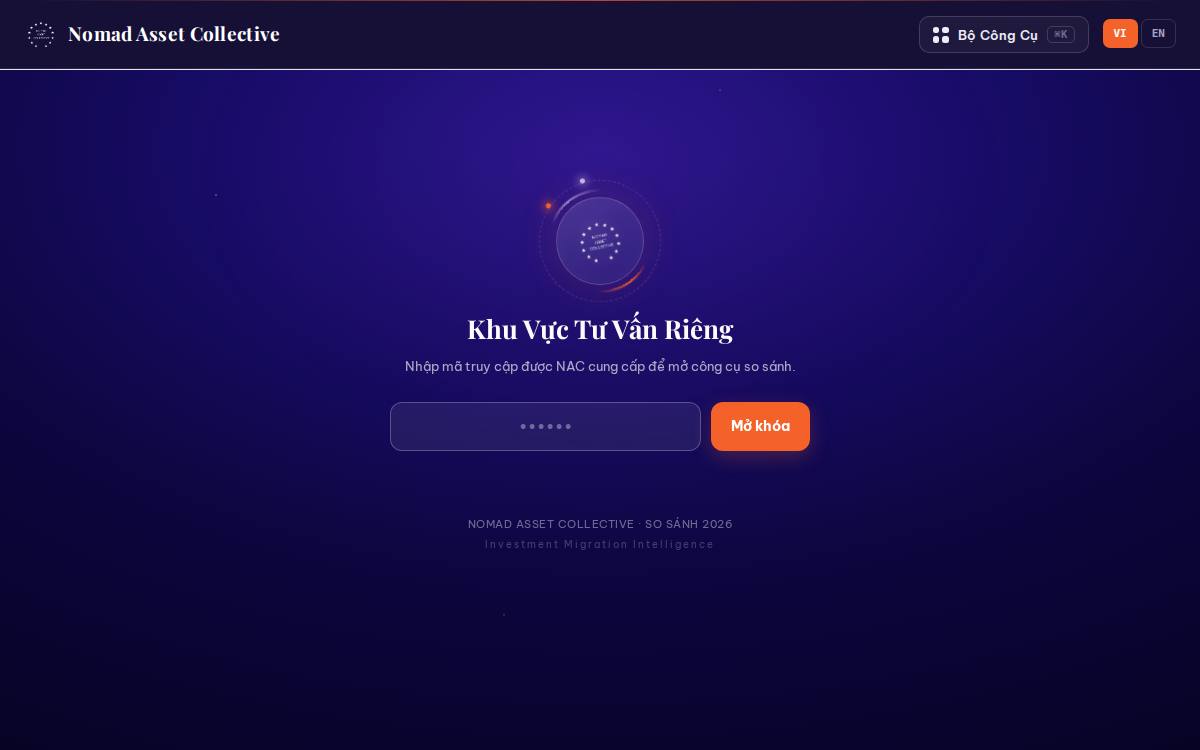 Nomad Asset Collective
Bộ Công Cụ ⌘K
VI EN
Khu Vực Tư Vấn Riêng
Nhập mã truy cập được NAC cung cấp để mở công cụ so sánh.
Mở khóa
NOMAD ASSET COLLECTIVE · SO SÁNH 2026
Investment Migration Intelligence